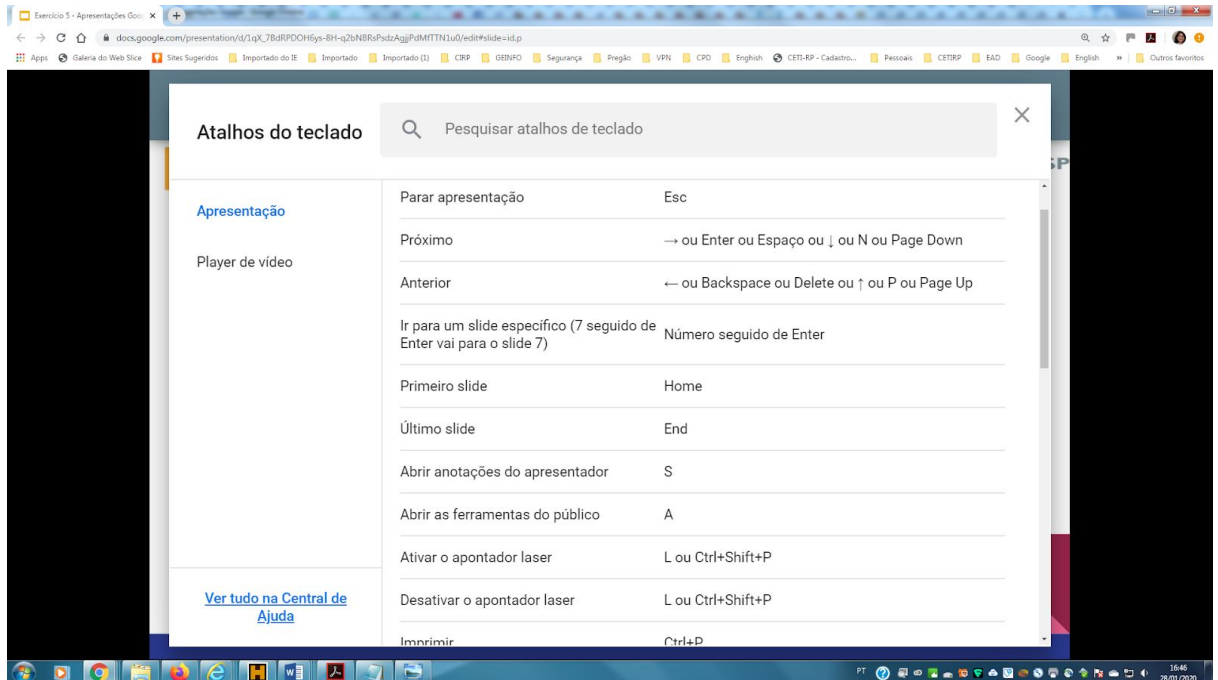 Exercício 5 - Apresentações Goo
docs.google.com/presentation/d/1qX_7BdRPDOH6ys-8H-q2bNBRsPsdzAgjjPdMfTTN1u0/edit#slide=id.p
Apps Galeria do Web Slice Sites Sugeridos Importado do IE Importado Importado (1) CIRP GEINFO Segurança Pregão VPN CPD Enghish CETI-RP - Cadastro... Pessoais CETIRP EAD Google English » Outros favoritos
Atalhos do teclado
Pesquisar atalhos de teclado
SP
Apresentação
Player de vídeo
Parar apresentação Esc
Próximo → ou Enter ou Espaço ou ↓ ou N ou Page Down
Anterior ← ou Backspace ou Delete ou ↑ ou P ou Page Up
Ir para um slide específico (7 seguido de
Enter vai para o slide 7) Número seguido de Enter
Primeiro slide Home
Último slide End
Abrir anotações do apresentador S
Abrir as ferramentas do público A
Ativar o apontador laser L ou Ctrl+Shift+P
Desativar o apontador laser L ou Ctrl+Shift+P
Imprimir Ctrl+P
Ver tudo na Central de
Ajuda
PT 16:46
28/01/2020